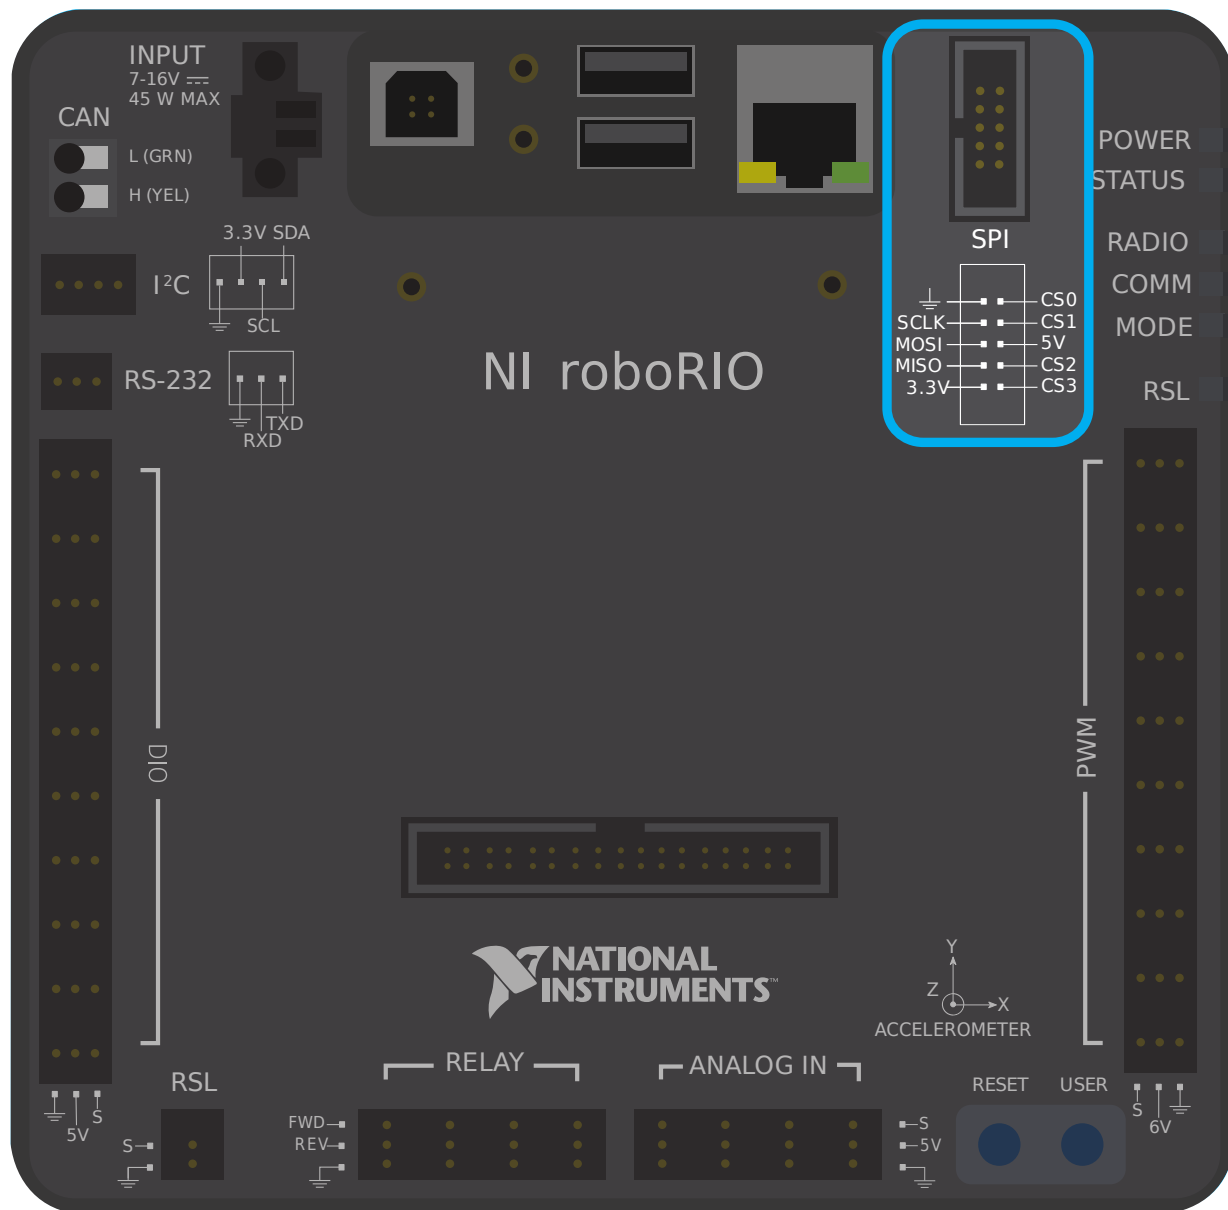 INPUT
7-16V
45 W MAX
CAN
L (GRN)
H (YEL)
POWER
STATUS
3.3V SDA
SPI
RADIO
I²C
COMM
SCL
CS0
SCLK
CS1
MODE
MOSI
5V
MISO
CS2
3.3V
CS3
NI roboRIO
RS-232
RSL
TXD
RXD
DIO
PWM
NATIONAL
INSTRUMENTS™
Y
Z
X
ACCELEROMETER
RELAY
ANALOG IN
RSL
RESET
USER
S
5V
S
6V
FWD
REV
S
S
5V